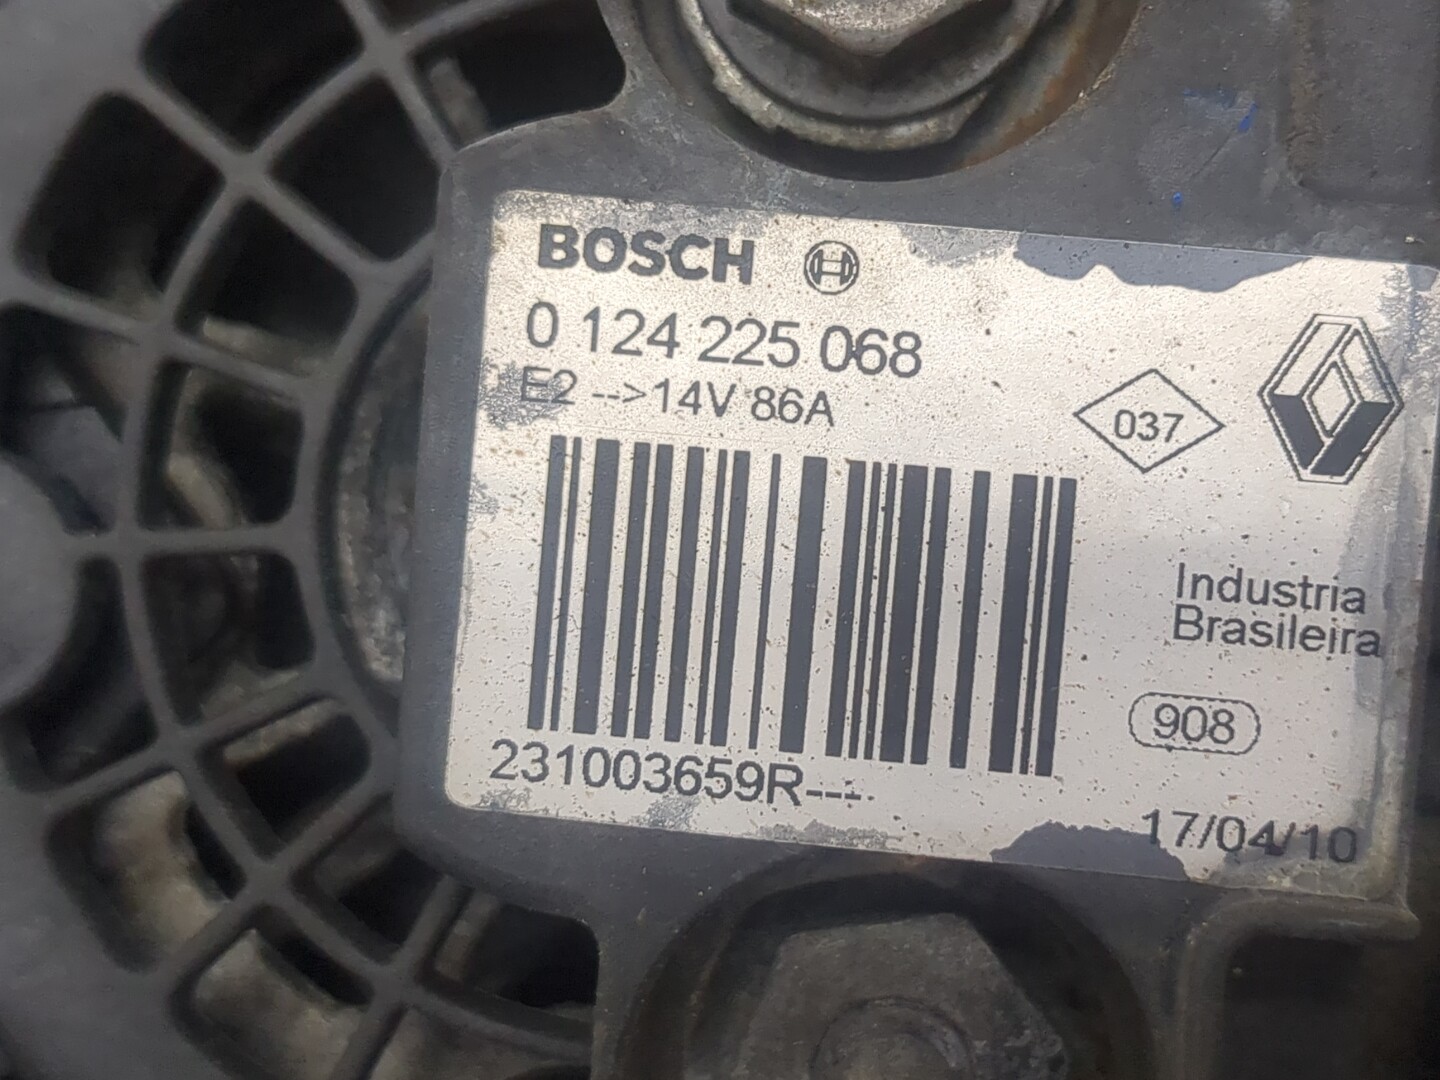 BOSCH
0 124 225 068
E2 -->14V 86A
037
Industria
Brasileira
908
231003659R----
17/04/10